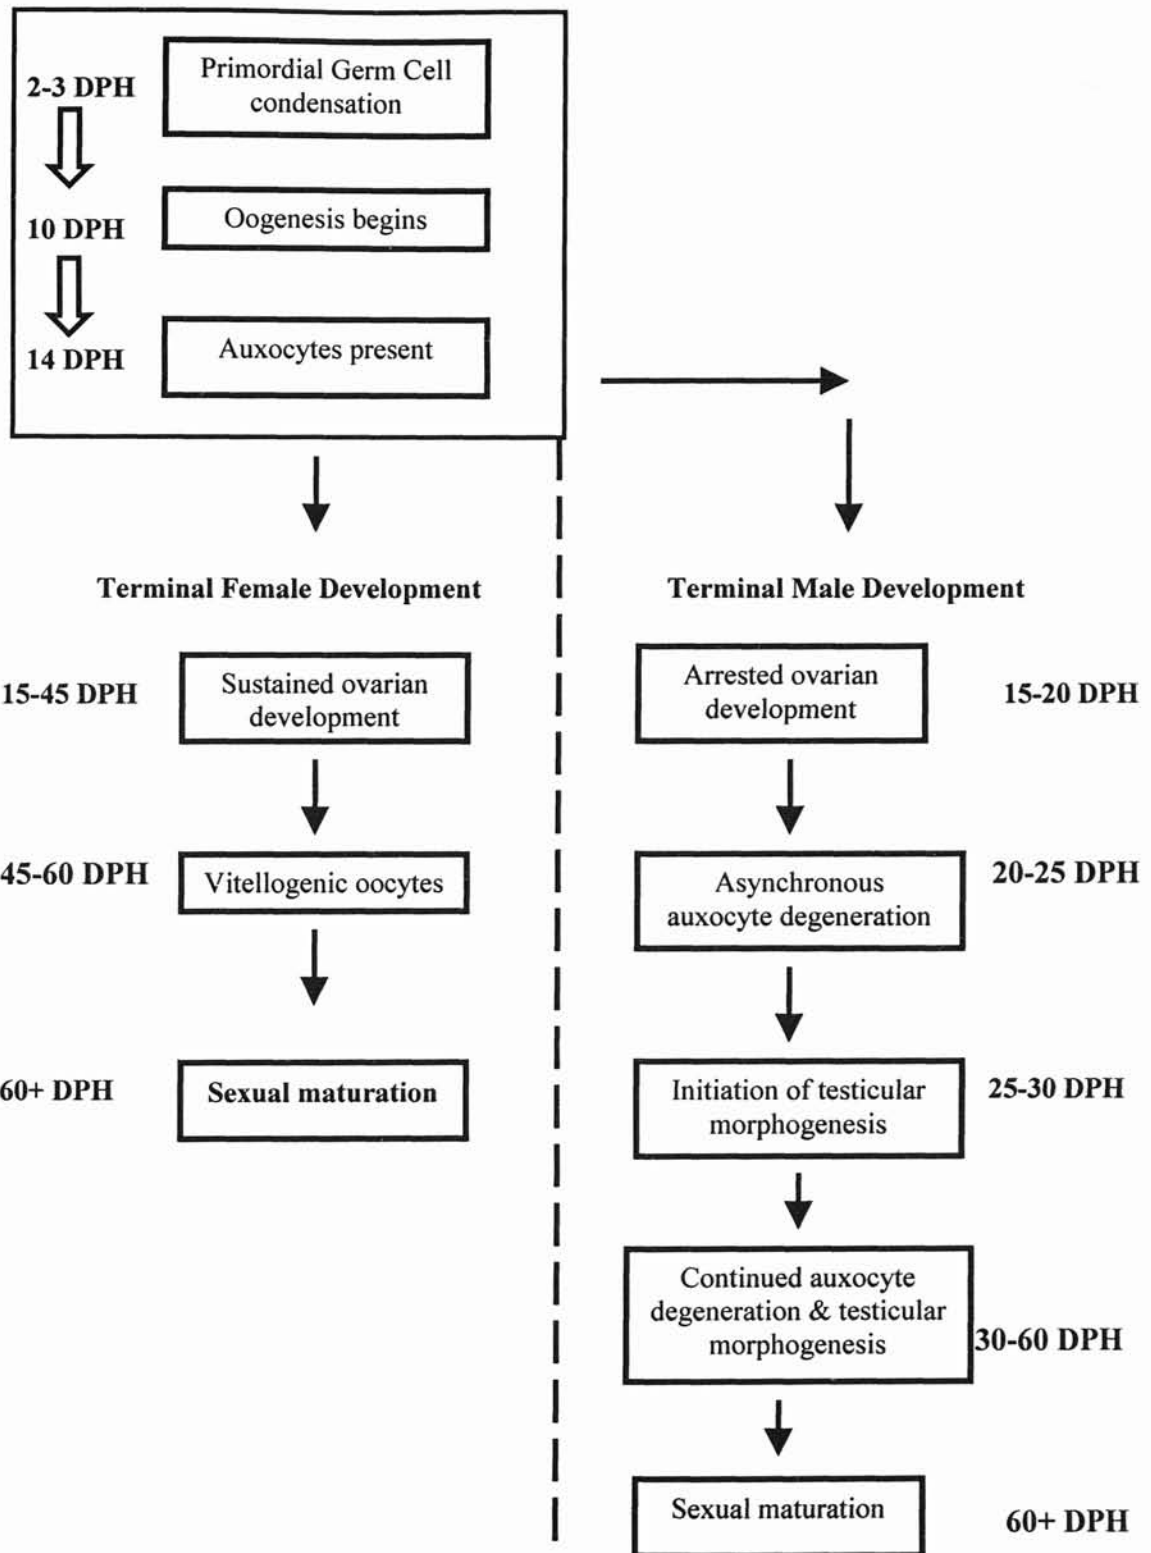 2-3 DPH
Primordial Germ Cell
condensation
10 DPH
Oogenesis begins
14 DPH
Auxocytes present
Terminal Female Development
15-45 DPH
Sustained ovarian
development
45-60 DPH
Vitellogenic oocytes
60+ DPH
Sexual maturation
Terminal Male Development
Arrested ovarian
development
15-20 DPH
Asynchronous
auxocyte degeneration
20-25 DPH
Initiation of testicular
morphogenesis
25-30 DPH
Continued auxocyte
degeneration & testicular
morphogenesis
30-60 DPH
Sexual maturation
60+ DPH